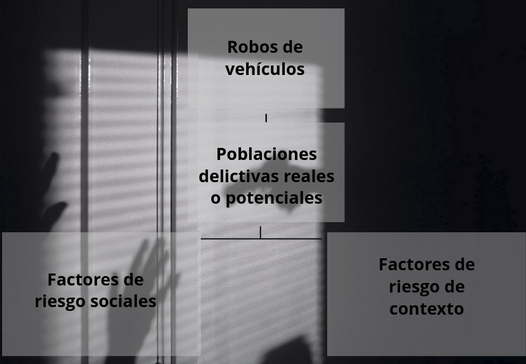 Robos de
vehículos
Poblaciones
delictivas reales
o potenciales
Factores de
riesgo sociales
Factores de
riesgo de
contexto